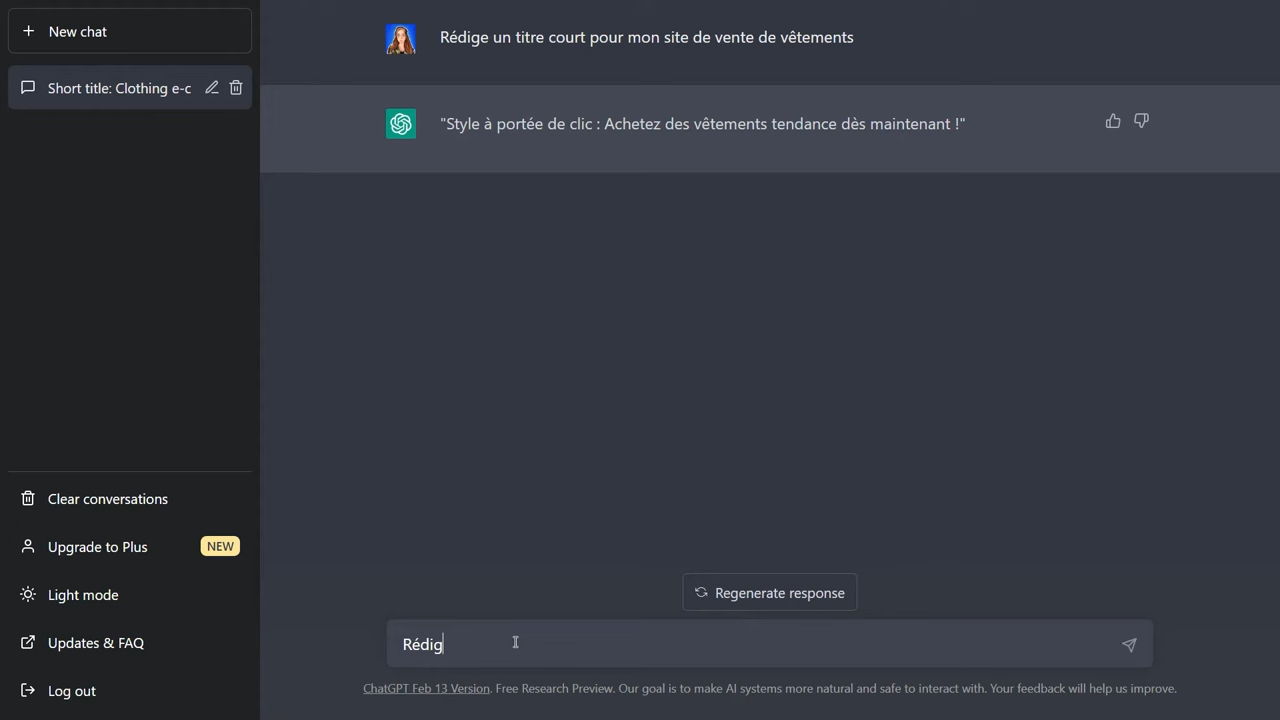 New chat
Short title: Clothing e-c
Clear conversations
Upgrade to Plus
NEW
Light mode
Updates & FAQ
Log out
Rédige un titre court pour mon site de vente de vêtements
"Style à portée de clic : Achetez des vêtements tendance dès maintenant !"
Regenerate response
Rédig
ChatGPT Feb 13 Version. Free Research Preview. Our goal is to make AI systems more natural and safe to interact with. Your feedback will help us improve.